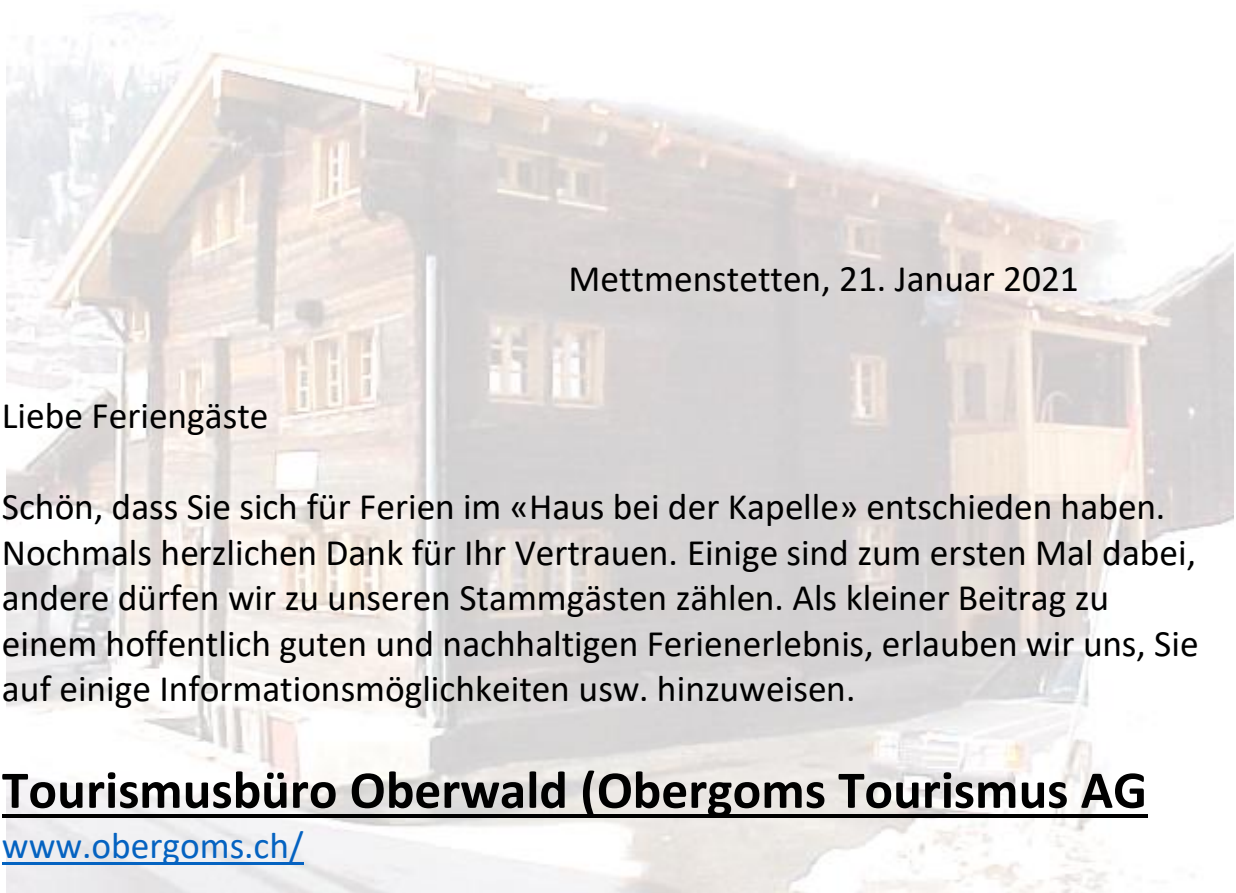 Mettmenstetten, 21. Januar 2021
Liebe Feriengäste
Schön, dass Sie sich für Ferien im «Haus bei der Kapelle» entschieden haben.
Nochmals herzlichen Dank für Ihr Vertrauen. Einige sind zum ersten Mal dabei,
andere dürfen wir zu unseren Stammgästen zählen. Als kleiner Beitrag zu
einem hoffentlich guten und nachhaltigen Ferienerlebnis, erlauben wir uns, Sie
auf einige Informationsmöglichkeiten usw. hinzuweisen.
Tourismusbüro Oberwald (Obergoms Tourismus AG
www.obergoms.ch/